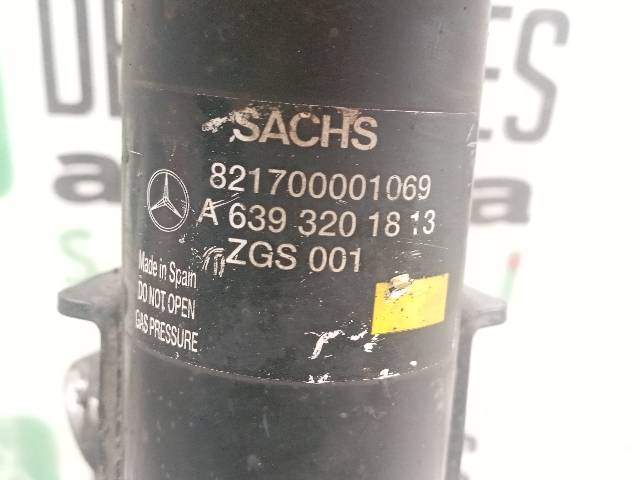 SACHS
821700001069
A 639 320 18 13
ZGS 001
Made in Spain
DO NOT OPEN
GAS PRESSURE